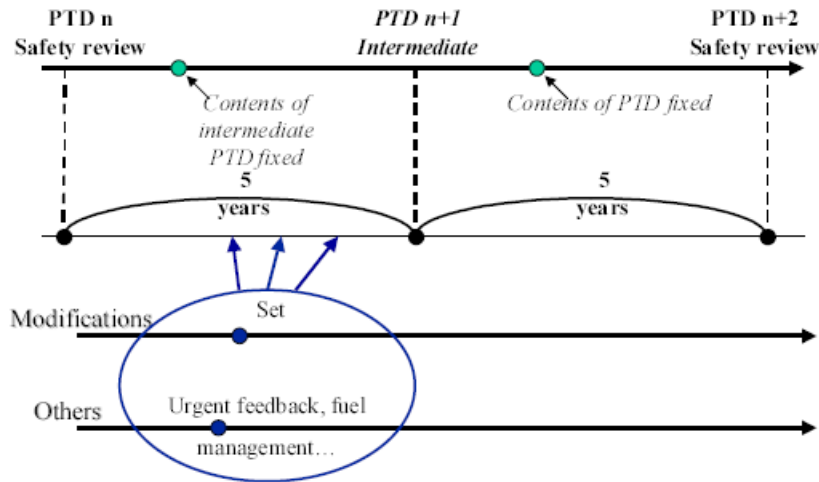 PTD n
Safety review
PTD n+1
Intermediate
PTD n+2
Safety review
Contents of
intermediate
PTD fixed
Contents of PTD fixed
5
years
5
years
Set
Modifications
Urgent feedback, fuel
Others
management…